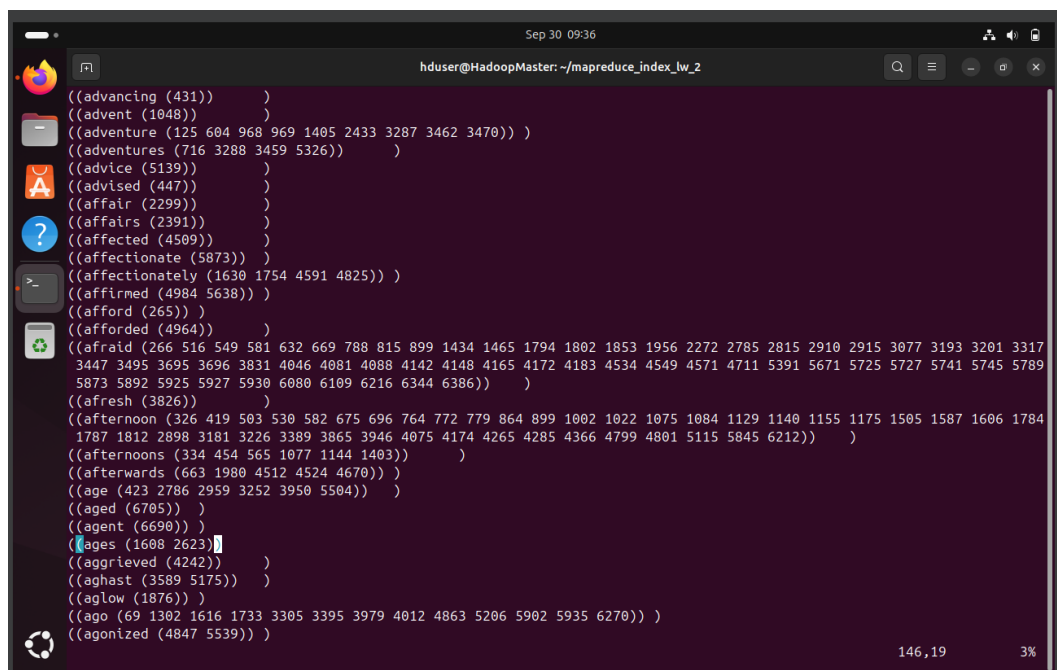 Sep 30 09:36
hduser@HadoopMaster: ~/mapreduce_index_lw_2
((advancing (431)) )
((advent (1048)) )
((adventure (125 604 968 969 1405 2433 3287 3462 3470)) )
((adventures (716 3288 3459 5326)) )
((advice (5139)) )
((advised (447)) )
((affair (2299)) )
((affairs (2391)) )
((affected (4509)) )
((affectionate (5873)) )
((affectionately (1630 1754 4591 4825)) )
((affirmed (4984 5638)) )
((afford (265)) )
((afforded (4964)) )
((afraid (266 516 549 581 632 669 788 815 899 1434 1465 1794 1802 1853 1956 2272 2785 2815 2910 2915 3077 3193 3201 3317
3447 3495 3695 3696 3831 4046 4081 4088 4142 4148 4165 4172 4183 4534 4549 4571 4711 5391 5671 5725 5727 5741 5745 5789
5873 5892 5925 5927 5930 6080 6109 6216 6344 6386)) )
((afresh (3826)) )
((afternoon (326 419 503 530 582 675 696 764 772 779 864 899 1002 1022 1075 1084 1129 1140 1155 1175 1505 1587 1606 1784
1787 1812 2898 3181 3226 3389 3865 3946 4075 4174 4265 4285 4366 4799 4801 5115 5845 6212)) )
((afternoons (334 454 565 1077 1144 1403)) )
((afterwards (663 1980 4512 4524 4670)) )
((age (423 2786 2959 3252 3950 5504)) )
((aged (6705)) )
((agent (6690)) )
((ages (1608 2623))
((aggrieved (4242)) )
((aghast (3589 5175)) )
((aglow (1876)) )
((ago (69 1302 1616 1733 3305 3395 3979 4012 4863 5206 5902 5935 6270)) )
((agonized (4847 5539)) )
146,19 3%